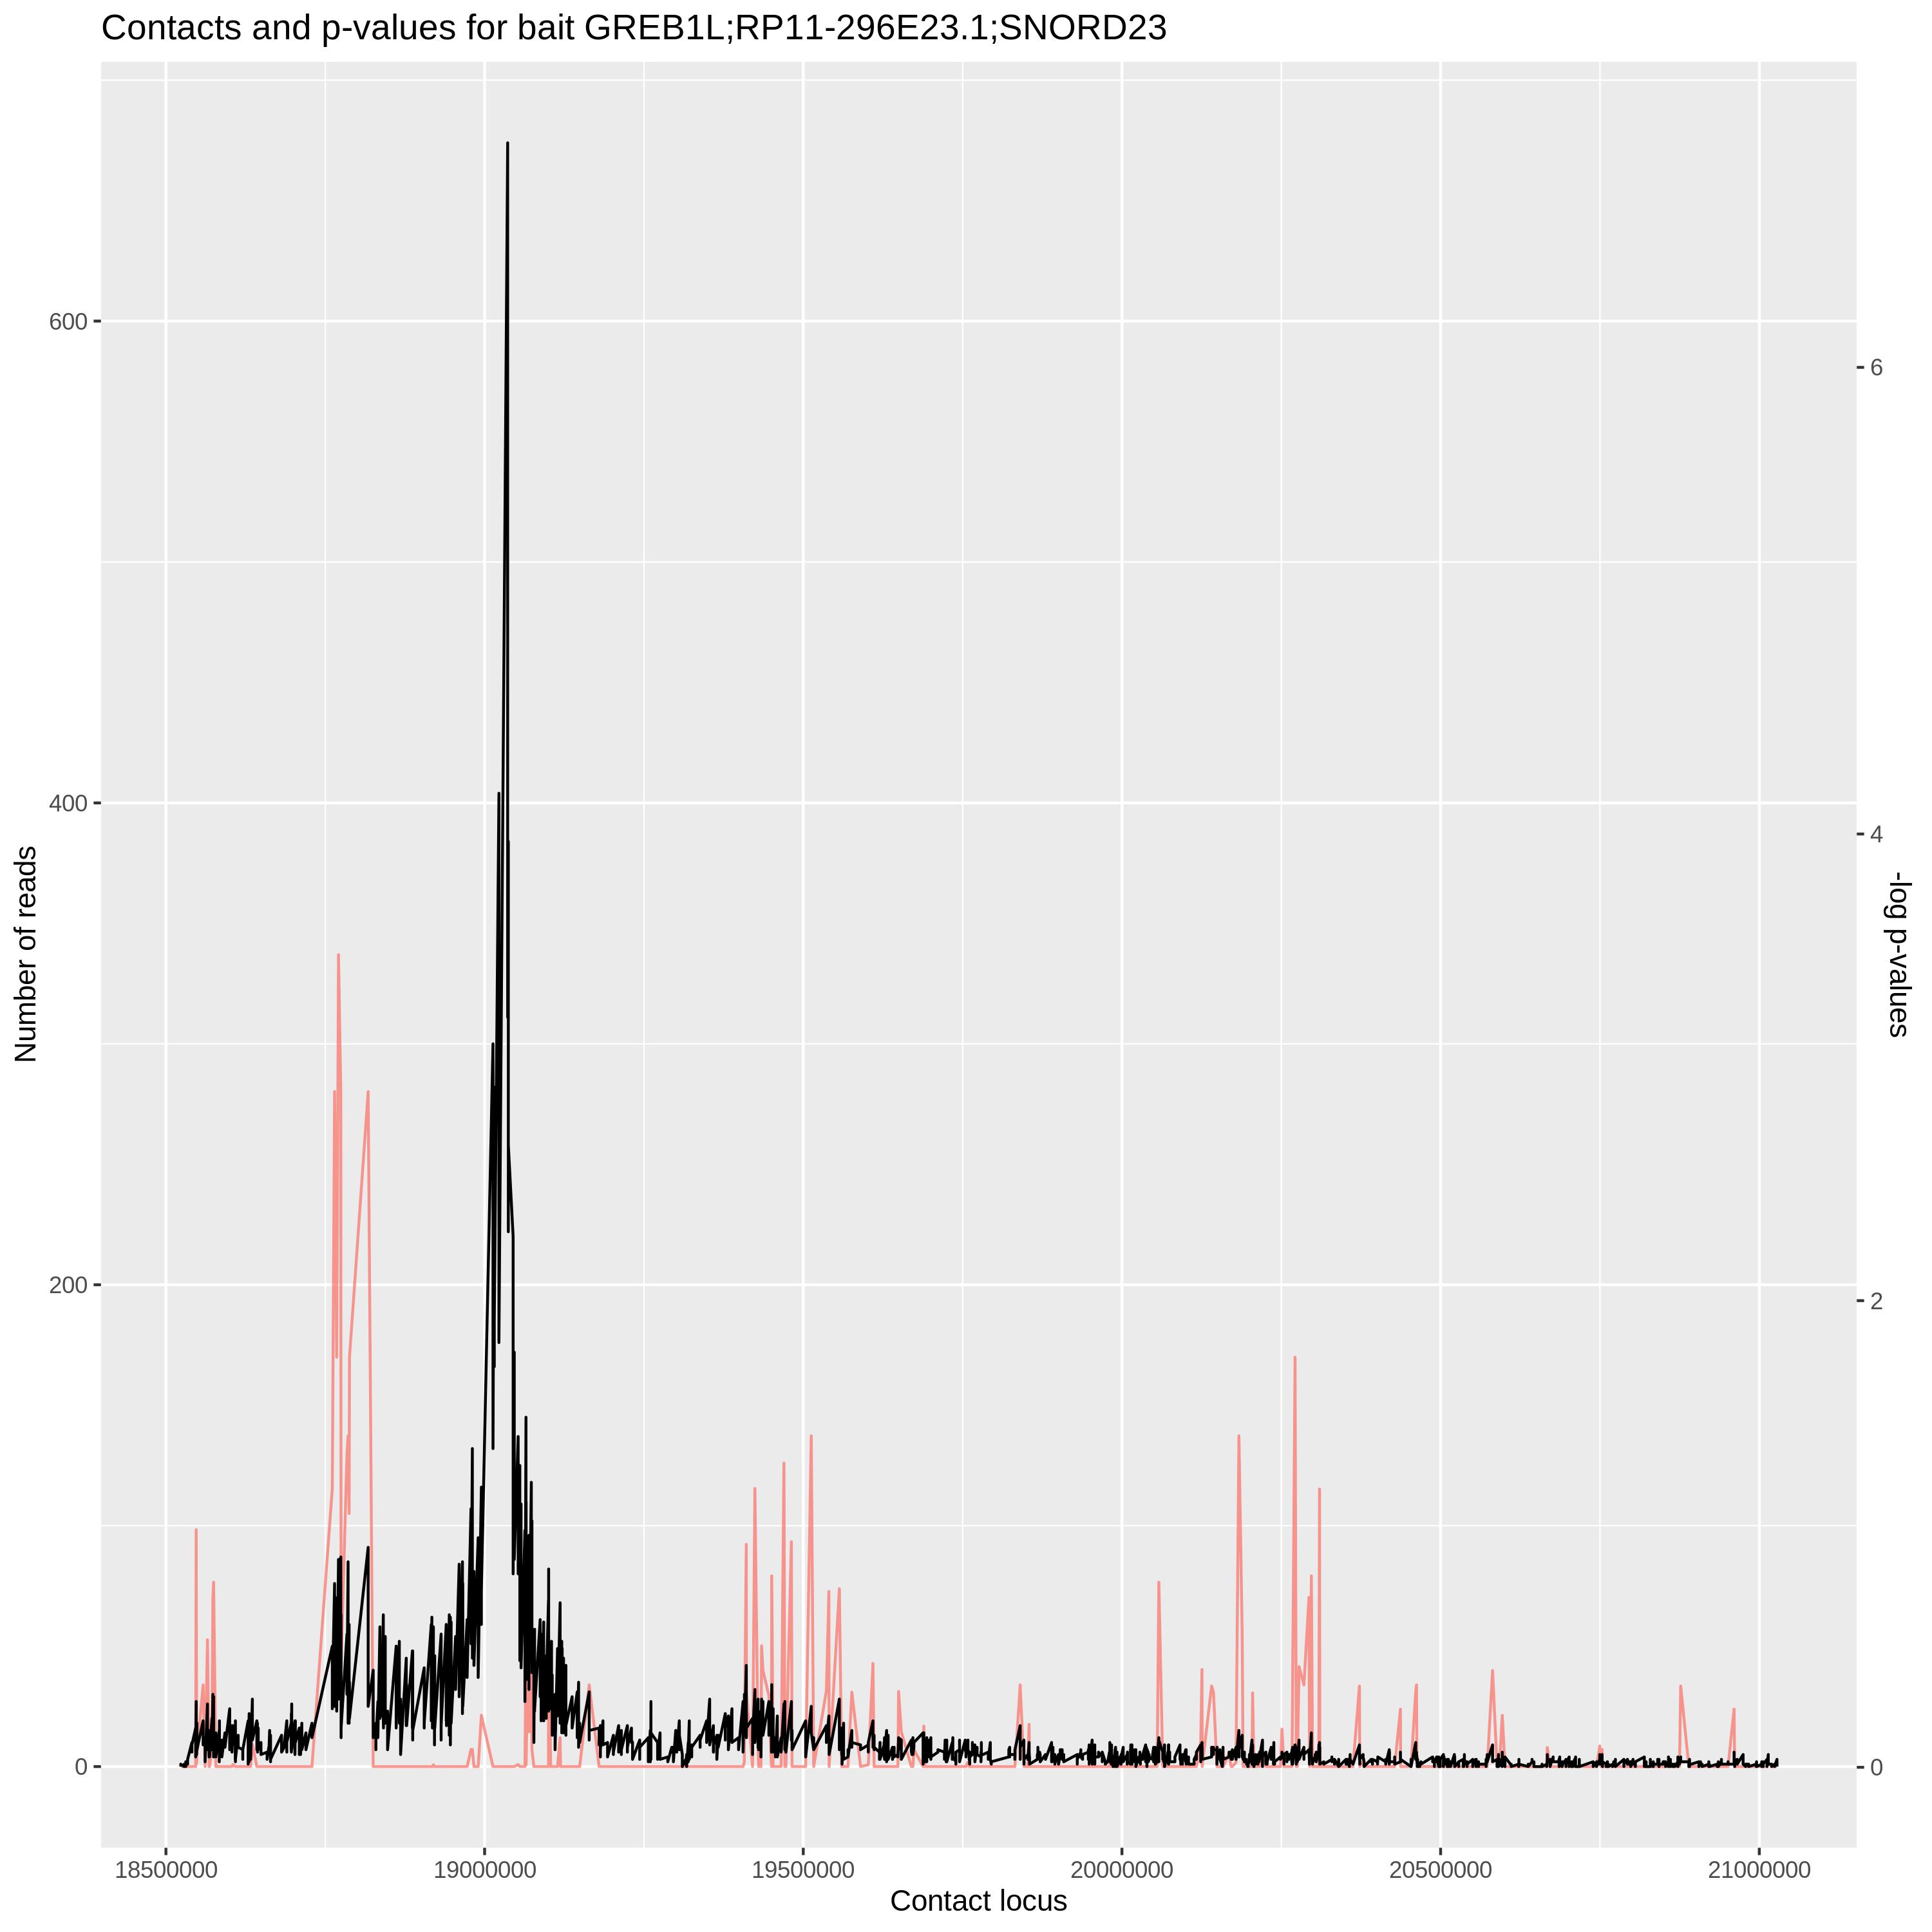 Contacts and p-values for bait GREB1L;RP11-296E23.1;SNORD23
600
400
200
0
Number of reads
6
4
2
0
-log p-values
18500000 19000000 19500000 20000000 20500000 21000000
Contact locus